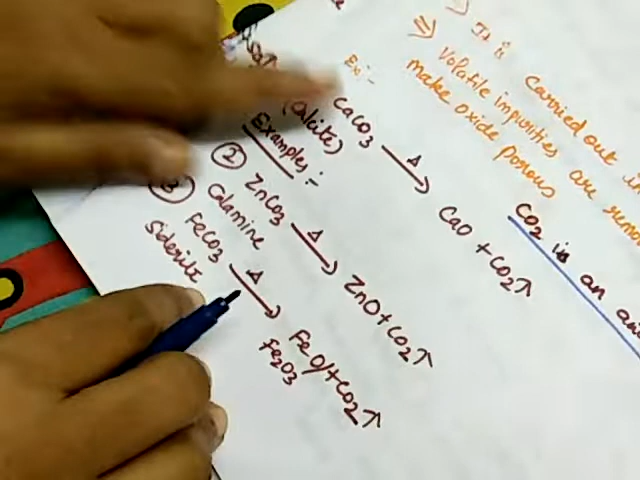 It is carried out in
Volatile impurities are
make oxide porous
Ex:-
CaCO3 —Δ→ CaO + CO2↑
(Calcite)
CO2 is an
Examples :-
② ZnCO3 —Δ→ ZnO + CO2↑
Calamine
③ FeCO3 —Δ→ FeO + CO2↑
Siderite
Fe2O3